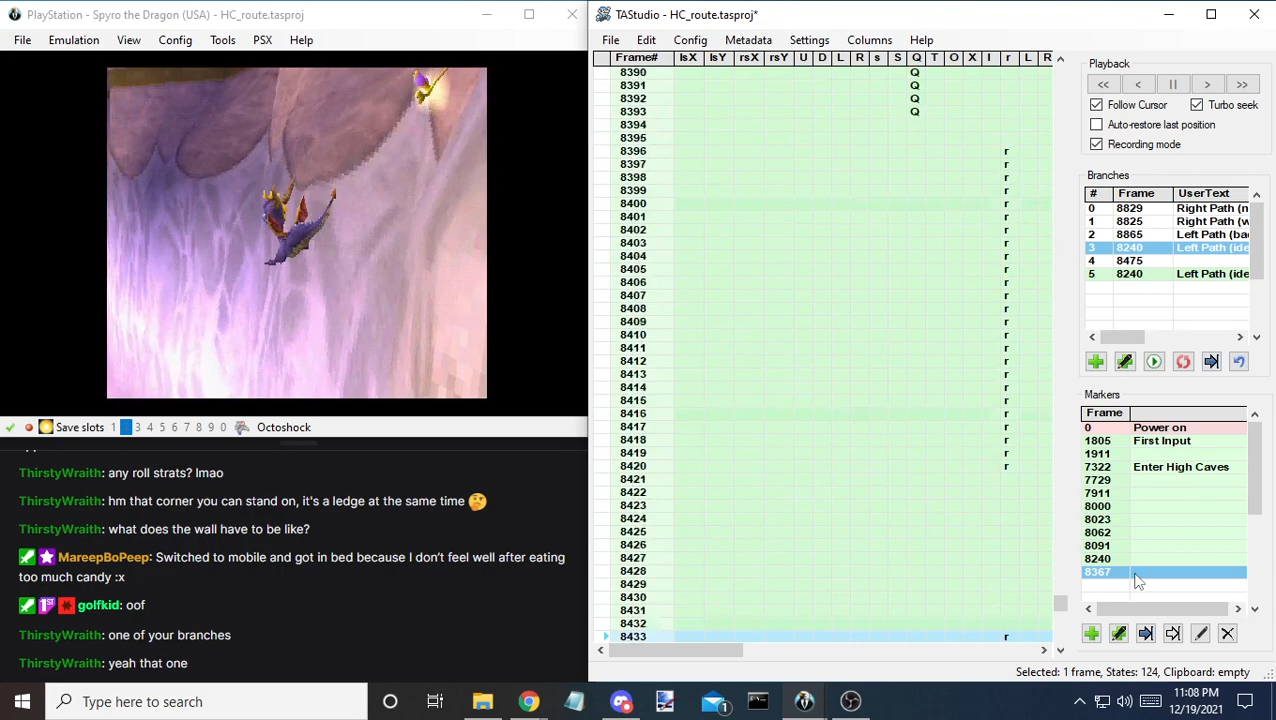 PlayStation - Spyro the Dragon (USA) - HC_route.tasproj
File Emulation View Config Tools PSX Help
Save slots 1 2 3 4 5 6 7 8 9 0 Octoshock
ThirstyWraith: any roll strats? lmao
ThirstyWraith: hm that corner you can stand on, it's a ledge at the same time 🤔
ThirstyWraith: what does the wall have to be like?
MareepBoPeep: Switched to mobile and got in bed because I don't feel well after eating
too much candy :x
1ST golfkid: oof
ThirstyWraith: one of your branches
ThirstyWraith: yeah that one
TAStudio - HC_route.tasproj*
File Edit Config Metadata Settings Columns Help
Frame# lsX lsY rsX rsY U D L R s S Q T O X l r L R
8390 Q
8391 Q
8392 Q
8393 Q
8394
8395
8396 r
8397 r
8398 r
8399 r
8400 r
8401 r
8402 r
8403 r
8404 r
8405 r
8406 r
8407 r
8408 r
8409 r
8410 r
8411 r
8412 r
8413 r
8414 r
8415 r
8416 r
8417 r
8418 r
8419 r
8420 r
8421
8422
8423
8424
8425
8426
8427
8428
8429
8430
8431
8432
8433 r
Playback
<< < || > >>
Follow Cursor Turbo seek
Auto-restore last position
Recording mode
Branches
# Frame UserText
0 8829 Right Path (n
1 8825 Right Path (w
2 8865 Left Path (ba
3 8240 Left Path (ide
4 8475
5 8240 Left Path (ide
Markers
Frame
0 Power on
1805 First Input
1911
7322 Enter High Caves
7729
7911
8000
8023
8062
8091
8240
8367
Selected: 1 frame, States: 124, Clipboard: empty
Type here to search
1
11:08 PM
12/19/2021